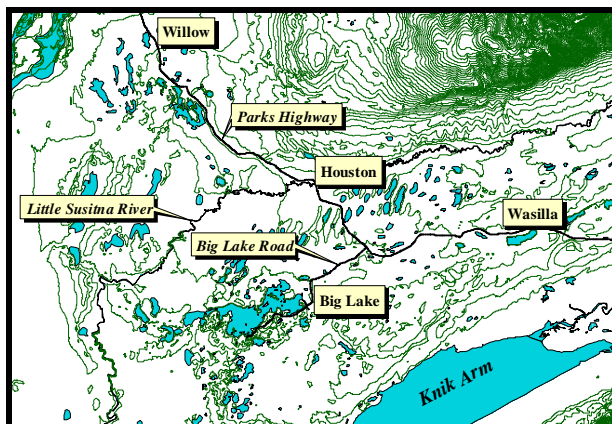 Willow
Parks Highway
Houston
Little Susitna River
Wasilla
Big Lake Road
Big Lake
Knik Arm